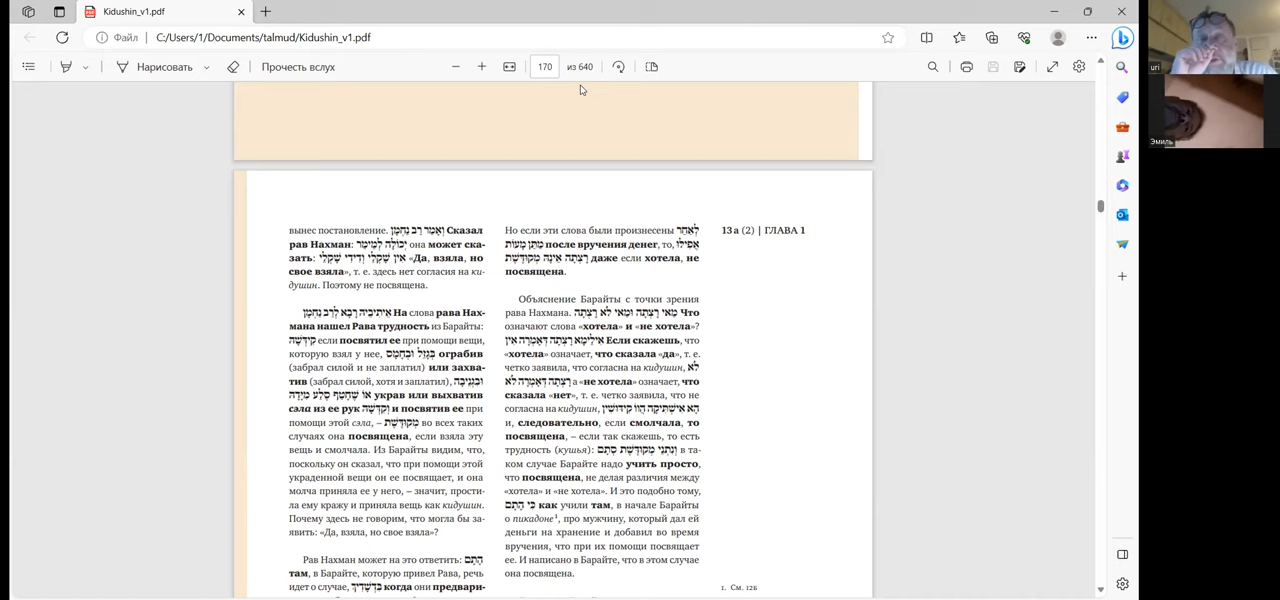 Kidushin_v1.pdf
Файл
C:/Users/1/Documents/talmud/Kidushin_v1.pdf
Нарисовать
Прочесть вслух
170
из 640
uri
Эмиль
вынес постановление. וְאָמַר רַב נַחְמָן Сказал
рав Нахман: יְכוֹלָה לְמֵימַר она может ска-
зать: אִין שְׁקַלִי וְדִידִי שְׁקַלִי «Да, взяла, но
свое взяла», т. е. здесь нет согласия на ки-
душин. Поэтому не посвящена.
אֵיתִיבֵיהּ רָבָא לְרַב נַחְמָן На слова рава Нах-
мана нашел Рава трудность из Барайты:
קִידְּשָׁהּ если посвятил ее при помощи вещи,
которую взял у нее, בְּגָזֵל וּבְחָמָס ограбив
(забрал силой и не заплатил) или захва-
тив (забрал силой, хотя и заплатил), וּבִגְנֵיבָה
украв или выхватив אוֹ שֶׁחָטַף סֶלַע מִיָּדָהּ
сэла из ее рук וְקִדְּשָׁהּ и посвятив ее при
помощи этой сэла, – מְקוּדֶּשֶׁת во всех таких
случаях она посвящена, если взяла эту
вещь и смолчала. Из Барайты видим, что,
поскольку он сказал, что при помощи этой
украденной вещи он ее посвящает, и она
молча приняла ее у него, – значит, прости-
ла ему кражу и приняла вещь как кидушин.
Почему здесь не говорим, что могла бы за-
явить: «Да, взяла, но свое взяла»?
Рав Нахман может на это ответить: הָתָם
там, в Барайте, которую привел Рава, речь
идет о случае, בִּדְשַׁדֵּיךְ когда они предвари-
Но если эти слова были произнесены לְאַחַר
מַתַּן מָעוֹת после вручения денег, то, אֲפִילּוּ
רָצְתָה אֵינָהּ מְקוּדֶּשֶׁת даже если хотела, не
посвящена.
Объяснение Барайты с точки зрения
рава Нахмана. מַאי רָצְתָה וּמַאי לֹא רָצְתָה Что
означают слова «хотела» и «не хотела»?
אִילֵימָא רָצְתָה דַּאֲמַרָה אִין Если скажешь, что
«хотела» означает, что сказала «да», т. е.
четко заявила, что согласна на кидушин, לֹא
רָצְתָה דַּאֲמַרָה לֹא а «не хотела» означает, что
сказала «нет», т. е. четко заявила, что не
согласна на кидушин, הָא אִישְׁתִּיקָה הָווּ קִידּוּשִׁין
и, следовательно, если смолчала, то
посвящена, – если так скажешь, то есть
трудность (кушья): וְנִתְנֵי מְקוּדֶּשֶׁת סְתָם в та-
ком случае Барайте надо учить просто,
что посвящена, не делая различия между
«хотела» и «не хотела». И это подобно тому,
כִּי הָתָם как учили там, в начале Барайты
о пикадоне¹, про мужчину, который дал ей
деньги на хранение и добавил во время
вручения, что при их помощи посвящает
ее. И написано в Барайте, что в этом случае
она посвящена.
13а (2) | ГЛАВА 1
1. См. 12Б